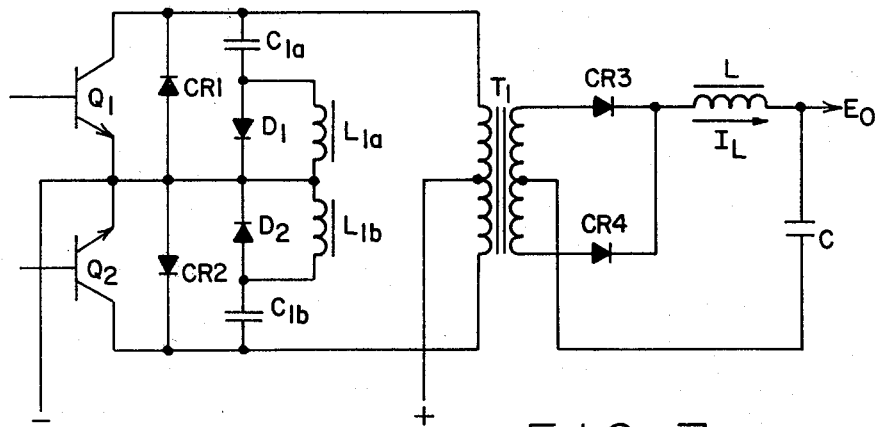 C1a
Q1
CR1
D1
L1a
T1
CR3
L
IL
EO
Q2
CR2
D2
L1b
C1b
CR4
C
−
+